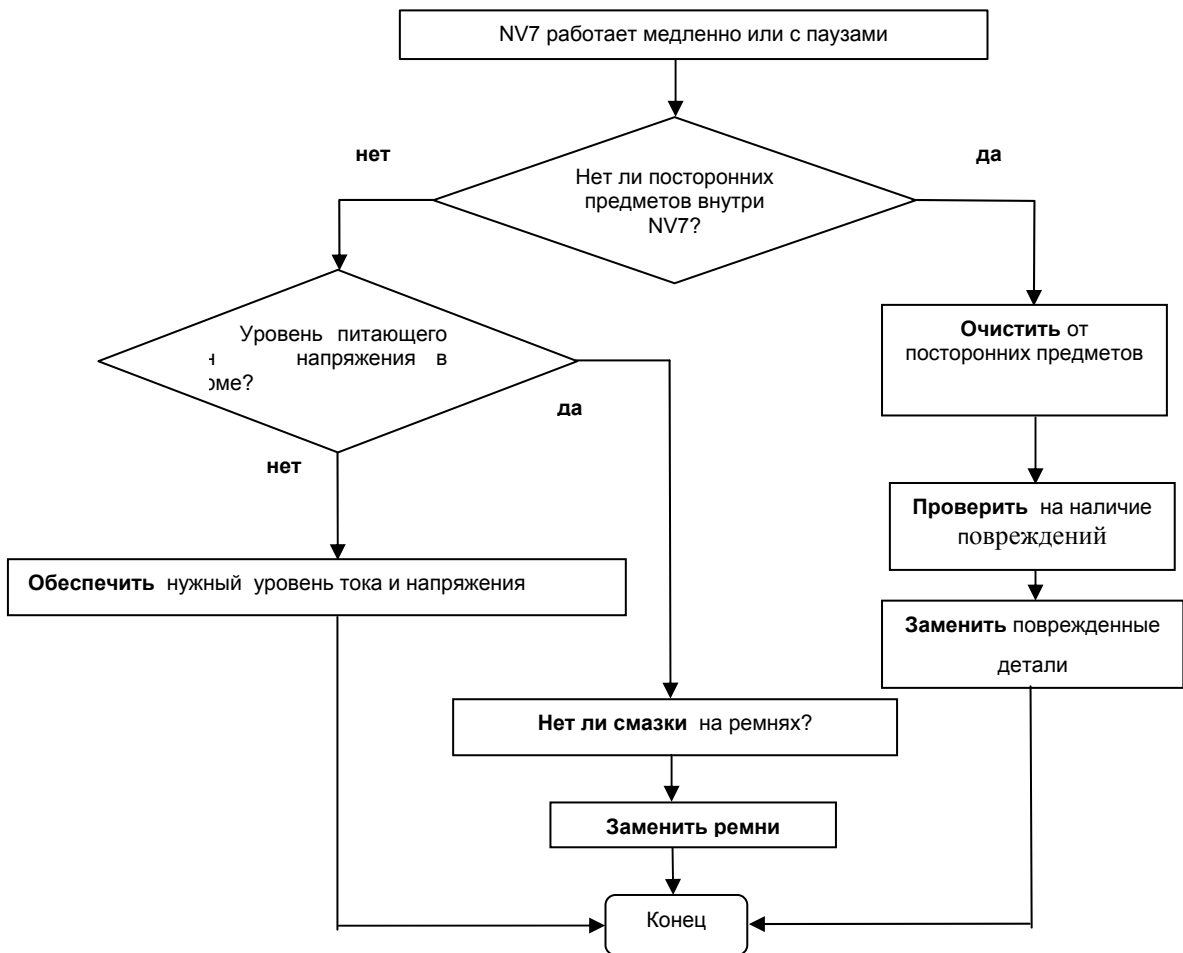 NV7 работает медленно или с паузами
нет
да
Нет ли посторонних
предметов внутри
NV7?
Уровень питающего
напряжения в
оме?
да
нет
Очистить от
посторонних предметов
Проверить на наличие
повреждений
Обеспечить нужный уровень тока и напряжения
Заменить поврежденные
детали
Нет ли смазки на ремнях?
Заменить ремни
Конец